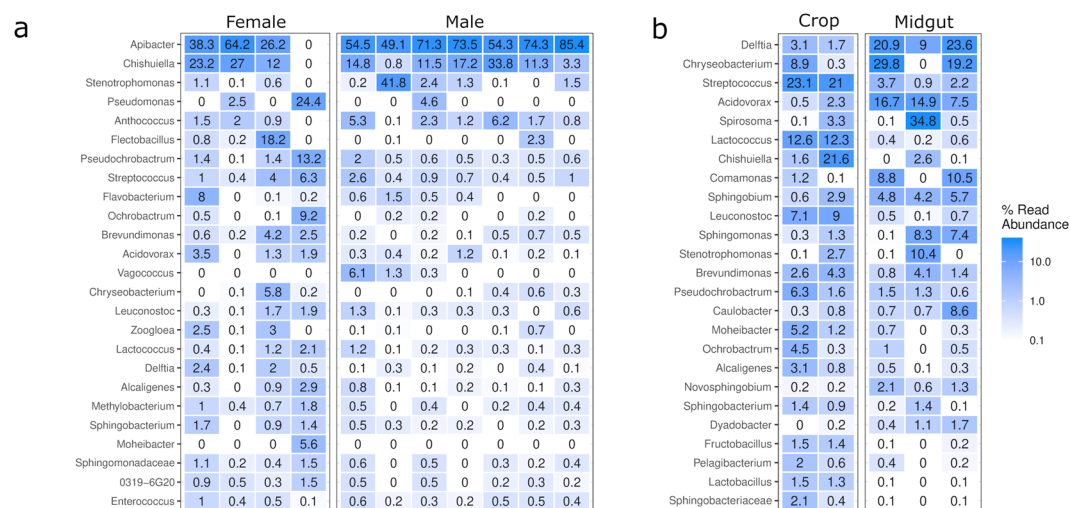 a
Female Male
Apibacter 38.3 64.2 26.2 0 54.5 49.1 71.3 73.5 54.3 74.3 85.4
Chishuiella 23.2 27 12 0 14.8 0.8 11.5 17.2 33.8 11.3 3.3
Stenotrophomonas 1.1 0.1 0.6 0 0.2 41.8 2.4 1.3 0.1 0 1.5
Pseudomonas 0 2.5 0 24.4 0 0 4.6 0 0 0 0
Anthococcus 1.5 2 0.9 0 5.3 0.1 2.3 1.2 6.2 1.7 0.8
Flectobacillus 0.8 0.2 18.2 0 0 0.1 0 0 0 2.3 0
Pseudochrobactrum 1.4 0.1 1.4 13.2 2 0.5 0.6 0.5 0.3 0.5 0.6
Streptococcus 1 0.4 4 6.3 2.6 0.4 0.9 0.7 0.4 0.5 1
Flavobacterium 8 0 0.1 0.2 0.6 1.5 0.5 0.4 0 0 0
Ochrobactrum 0.5 0 0.1 9.2 0.2 0 0 0.2 0 0.2 0
Brevundimonas 0.6 0.2 4.2 2.5 0.2 0 0.2 0.1 0.5 0.7 0.5
Acidovorax 3.5 0 1.3 1.9 0.3 0.4 0.2 1.2 0.1 0.2 0.1
Vagococcus 0 0 0 0 6.1 1.3 0.3 0 0 0 0
Chryseobacterium 0 0.1 5.8 0.2 0 0 0 0.1 0.4 0.6 0.3
Leuconostoc 0.3 0.1 1.7 1.9 1.3 0.1 0.3 0.3 0.3 0 0.6
Zoogloea 2.5 0.1 3 0 0.1 0.1 0 0 0 0.7 0
Lactococcus 0.4 0.1 1.2 2.1 1.2 0.1 0.2 0.3 0.3 0.1 0.3
Delftia 2.4 0.1 2 0.5 0.1 0.3 0.1 0.2 0 0.4 0.1
Alcaligenes 0.3 0 0.9 2.9 0.8 0.1 0.1 0.2 0.1 0.1 0.3
Methylobacterium 1 0.4 0.7 1.8 0.5 0 0.4 0 0.2 0.4 0.4
Sphingobacterium 1.7 0 0.9 1.4 0.5 0.3 0.2 0.2 0 0.2 0.3
Moheibacter 0 0 0 5.6 0 0 0 0 0 0 0
Sphingomonadaceae 1.1 0.2 0.4 1.5 0.6 0 0.5 0 0.3 0.2 0.4
0319-6G20 0.9 0.5 0.3 1.5 0.5 0 0.5 0 0.2 0.3 0.2
Enterococcus 1 0.4 0.5 0.1 0.6 0.2 0.3 0.2 0.5 0.5 0.4
b
Crop Midgut
Delftia 3.1 1.7 20.9 9 23.6
Chryseobacterium 8.9 0.3 29.8 0 19.2
Streptococcus 23.1 21 3.7 0.9 2.2
Acidovorax 0.5 2.3 16.7 14.9 7.5
Spirosoma 0.1 3.3 0.1 34.8 0
Lactococcus 12.6 12.3 0.4 0.2 0.6
Chishuiella 1.6 21.6 0 2.6 0.1
Comamonas 1.2 0.1 8.8 0 10.5
Sphingobium 0.6 2.9 4.8 4.2 5.7
Leuconostoc 7.1 9 0.5 0.1 0.7
Sphingomonas 0.3 1.3 0.1 8.3 7.4
Stenotrophomonas 0.1 2.7 0.1 10.4 0
Brevundimonas 2.6 4.3 0.8 4.1 1.4
Pseudochrobactrum 6.3 1.6 1.5 1.3 0.6
Caulobacter 0.3 0.8 0.7 0.7 8.6
Moheibacter 5.2 1.2 0.7 0 0.3
Ochrobactrum 4.5 0.3 1 0 0.5
Alcaligenes 3.1 0.8 0.5 0.1 0.3
Novosphingobium 0.2 0.2 2.1 0.6 1.3
Sphingobacterium 1.4 0.9 0.2 1.4 0.1
Dyadobacter 0 0.2 0.4 1.1 1.7
Fructobacillus 1.5 1.4 0.1 0 0.2
Pelagibacterium 2 0.6 0.4 0 0.2
Lactobacillus 1.5 1.3 0.1 0 0.1
Sphingobacteriaceae 2.1 0.4 0.1 0 0.1
% Read
Abundance
10.0
1.0
0.1